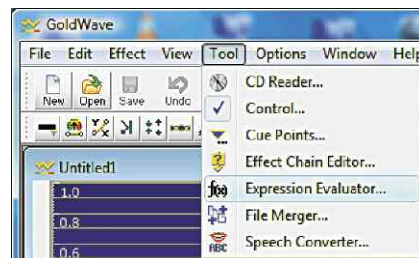 GoldWave
File Edit Effect View Tool Options Window Help
New Open Save Undo
CD Reader...
Control...
Cue Points...
Effect Chain Editor...
f(x) Expression Evaluator...
File Merger...
ABC Speech Converter...
Untitled1
1.0
0.8
0.6